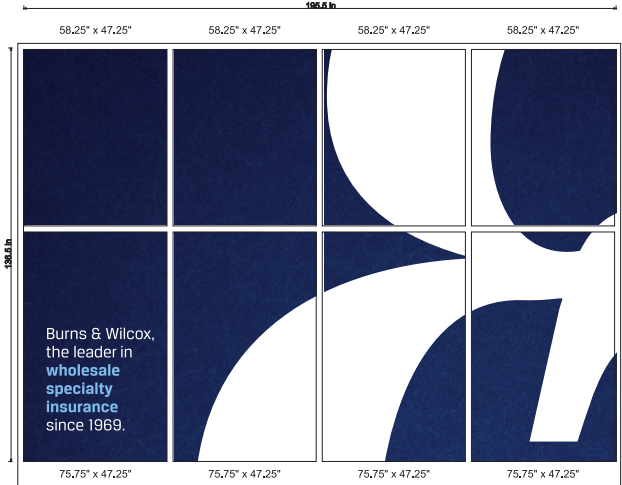 195.5 in
58.25" x 47.25" 58.25" x 47.25" 58.25" x 47.25" 58.25" x 47.25"
136.5 in
Burns & Wilcox,
the leader in
wholesale
specialty
insurance
since 1969.
75.75" x 47.25" 75.75" x 47.25" 75.75" x 47.25" 75.75" x 47.25"